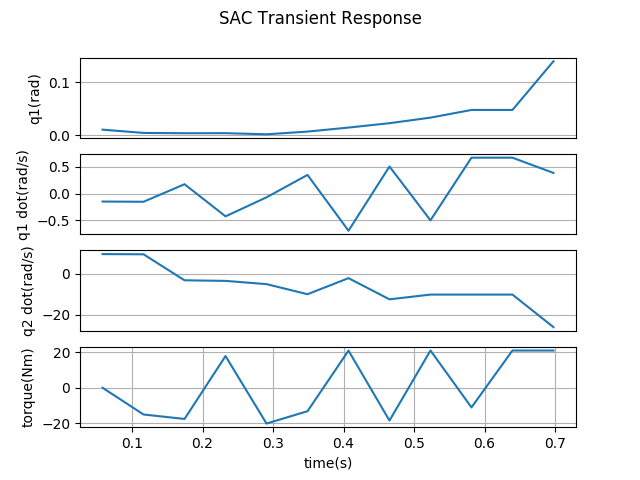 SAC Transient Response
q1(rad)
0.1
0.0
q1 dot(rad/s)
0.5
0.0
−0.5
q2 dot(rad/s)
0
−20
torque(Nm)
20
0
−20
0.1 0.2 0.3 0.4 0.5 0.6 0.7
time(s)